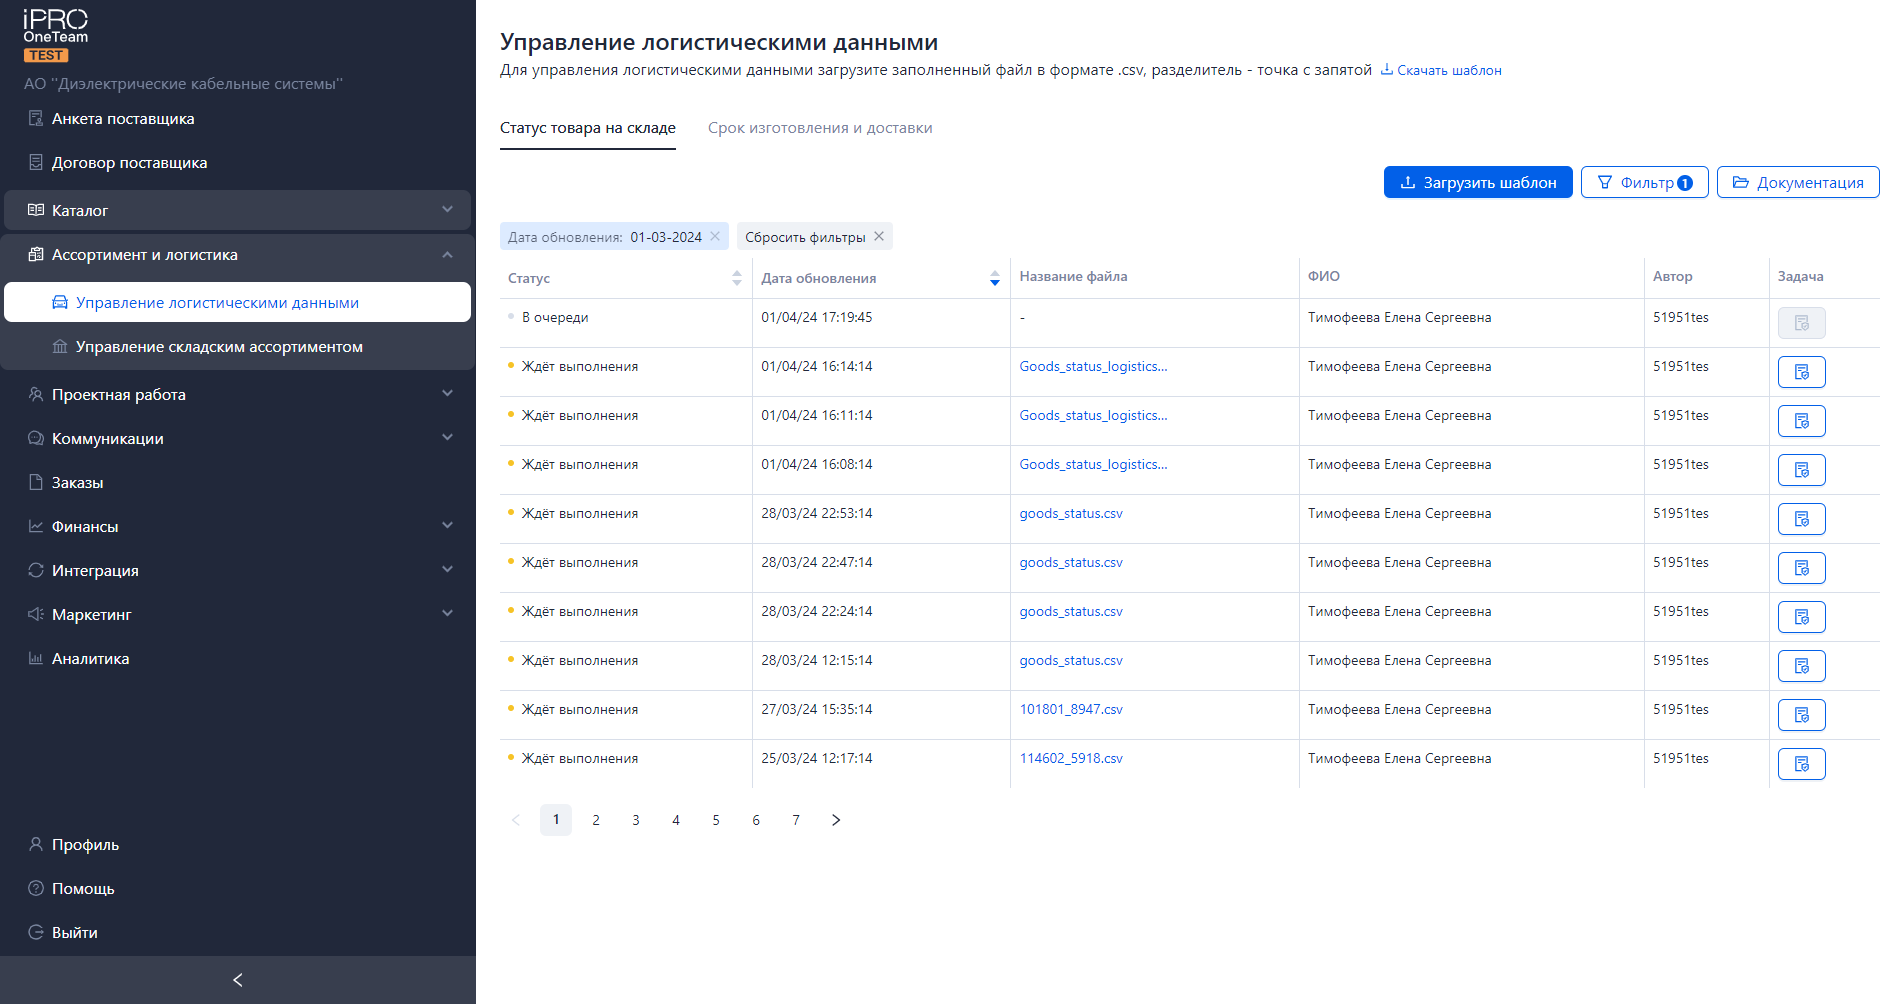 iPRO
OneTeam
TEST
АО "Диэлектрические кабельные системы"
Анкета поставщика
Договор поставщика
Каталог
Ассортимент и логистика
Управление логистическими данными
Управление складским ассортиментом
Проектная работа
Коммуникации
Заказы
Финансы
Интеграция
Маркетинг
Аналитика
Профиль
Помощь
Выйти
Управление логистическими данными
Для управления логистическими данными загрузите заполненный файл в формате .csv, разделитель - точка с запятой Скачать шаблон
Статус товара на складе Срок изготовления и доставки
Загрузить шаблон Фильтр 1 Документация
Дата обновления: 01-03-2024 Сбросить фильтры
Статус Дата обновления Название файла ФИО Автор Задача
В очереди 01/04/24 17:19:45 - Тимофеева Елена Сергеевна 51951tes
Ждёт выполнения 01/04/24 16:14:14 Goods_status_logistics... Тимофеева Елена Сергеевна 51951tes
Ждёт выполнения 01/04/24 16:11:14 Goods_status_logistics... Тимофеева Елена Сергеевна 51951tes
Ждёт выполнения 01/04/24 16:08:14 Goods_status_logistics... Тимофеева Елена Сергеевна 51951tes
Ждёт выполнения 28/03/24 22:53:14 goods_status.csv Тимофеева Елена Сергеевна 51951tes
Ждёт выполнения 28/03/24 22:47:14 goods_status.csv Тимофеева Елена Сергеевна 51951tes
Ждёт выполнения 28/03/24 22:24:14 goods_status.csv Тимофеева Елена Сергеевна 51951tes
Ждёт выполнения 28/03/24 12:15:14 goods_status.csv Тимофеева Елена Сергеевна 51951tes
Ждёт выполнения 27/03/24 15:35:14 101801_8947.csv Тимофеева Елена Сергеевна 51951tes
Ждёт выполнения 25/03/24 12:17:14 114602_5918.csv Тимофеева Елена Сергеевна 51951tes
1 2 3 4 5 6 7